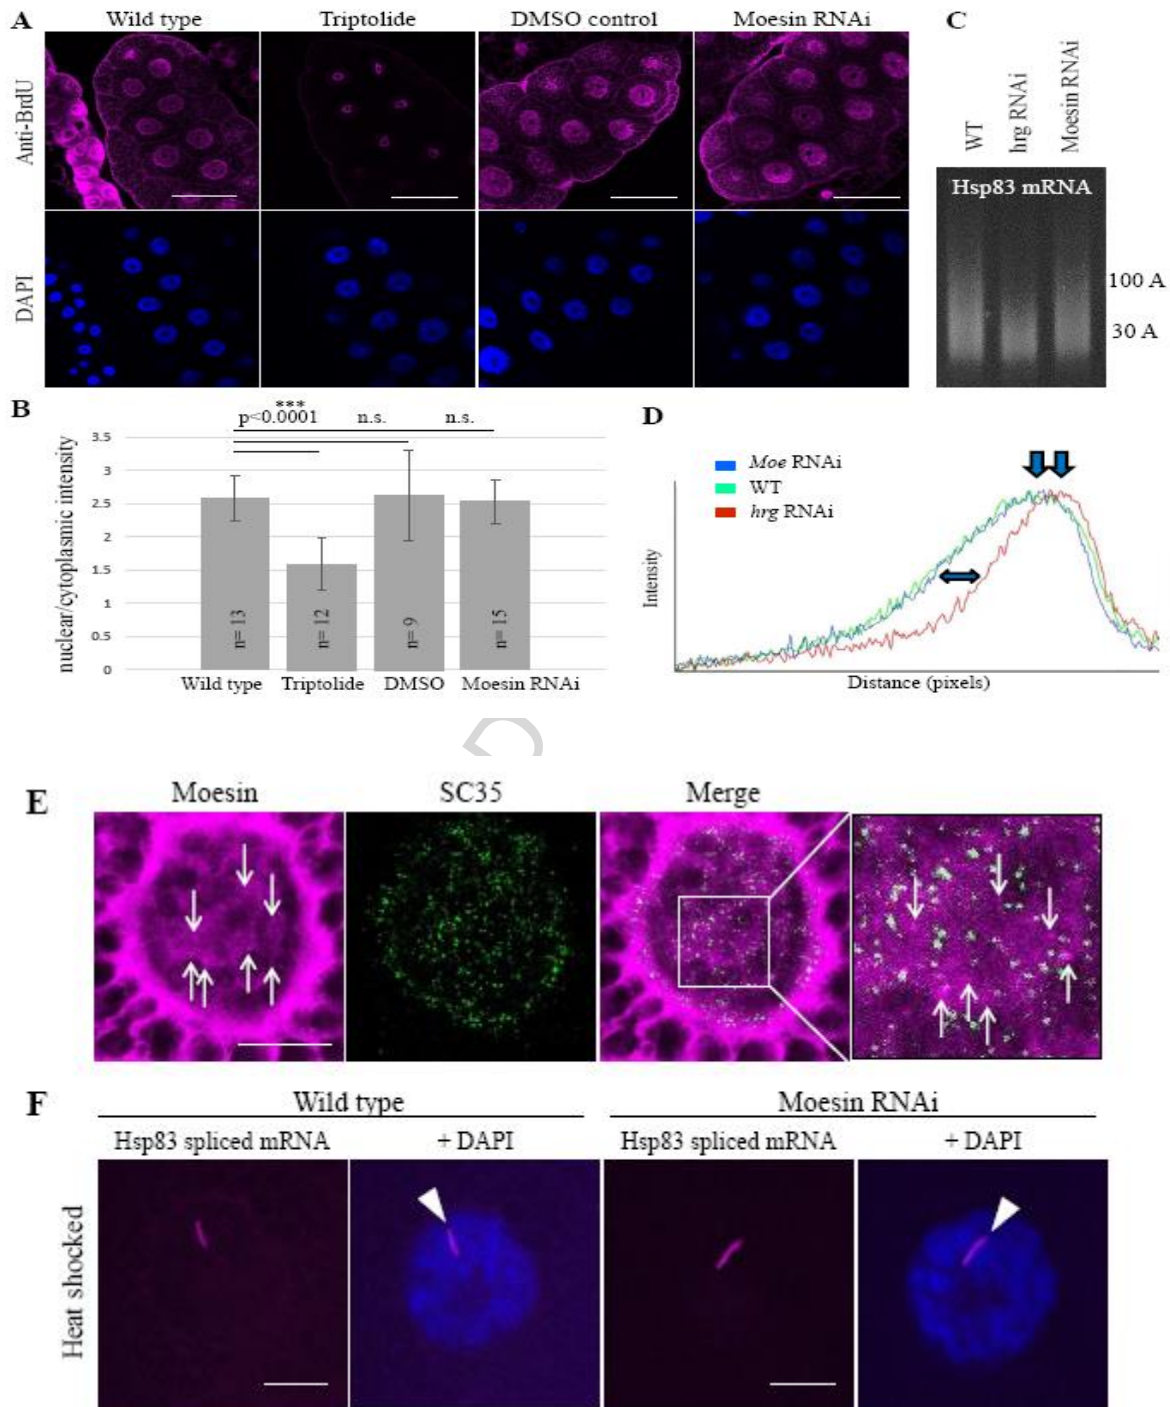 A
Wild type
Triptolide
DMSO control
Moesin RNAi
Anti-BrdU
DAPI
C
WT
hrg RNAi
Moesin RNAi
Hsp83 mRNA
100 A
30 A
B
***
p<0.0001
n.s.
n.s.
nuclear/cytoplasmic intensity
3.5
3
2.5
2
1.5
1
0.5
0
n= 13
n= 12
n= 9
n= 15
Wild type
Triptolide
DMSO
Moesin RNAi
D
Moe RNAi
WT
hrg RNAi
Intensity
Distance (pixels)
E
Moesin
SC35
Merge
F
Wild type
Moesin RNAi
Hsp83 spliced mRNA
+ DAPI
Hsp83 spliced mRNA
+ DAPI
Heat shocked